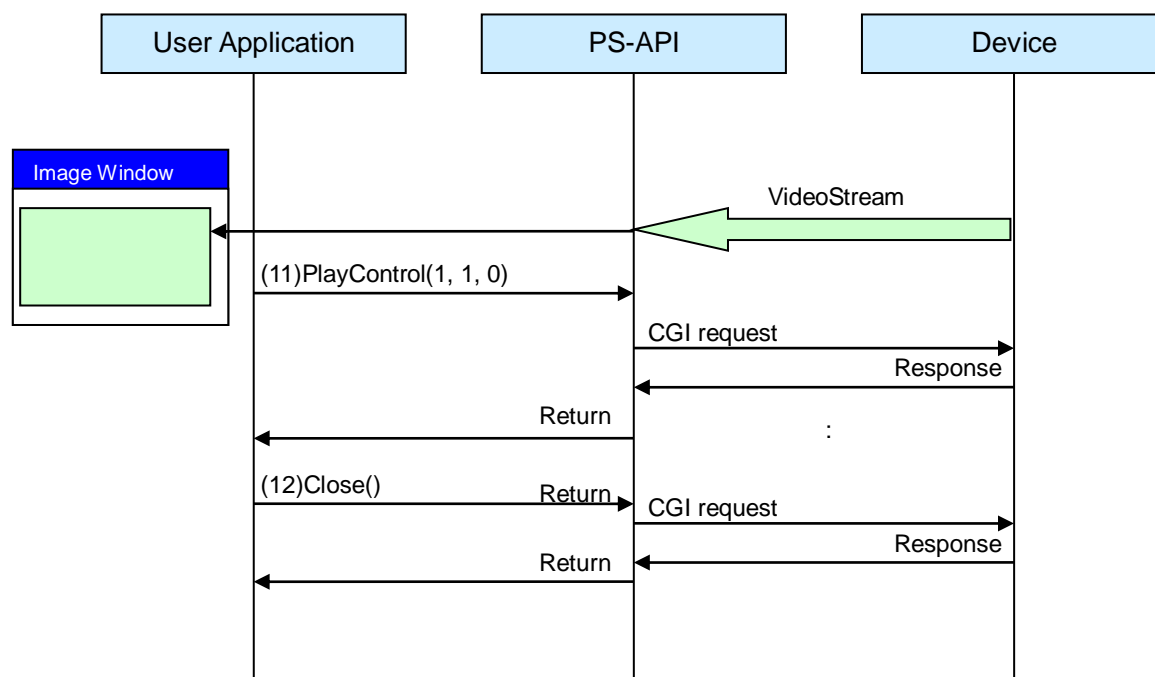 User Application
PS-API
Device
Image Window
VideoStream
(11)PlayControl(1, 1, 0)
CGI request
Response
Return
:
(12)Close()
Return
CGI request
Response
Return